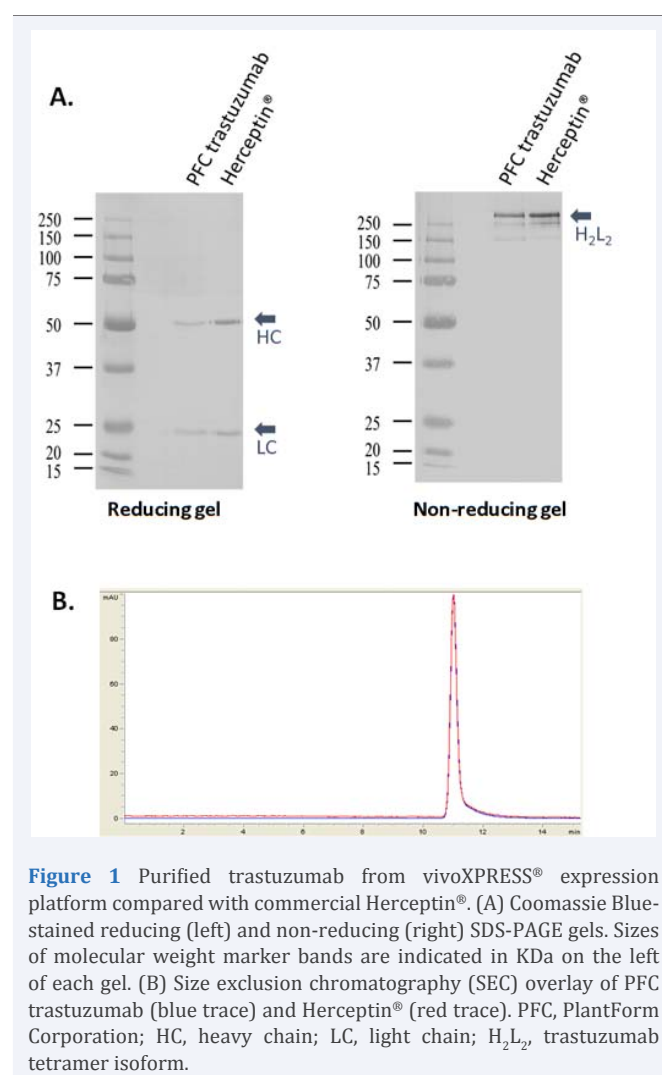 A.
PFC trastuzumab
Herceptin®
250
150
100
75
50
37
25
20
15
HC
LC
Reducing gel
PFC trastuzumab
Herceptin®
250
150
100
75
50
37
25
20
15
H₂L₂
Non-reducing gel
B.
mAU
80
60
40
20
0
2 4 6 8 10 12 14 min
Figure 1 Purified trastuzumab from vivoXPRESS® expression
platform compared with commercial Herceptin®. (A) Coomassie Blue-
stained reducing (left) and non-reducing (right) SDS-PAGE gels. Sizes
of molecular weight marker bands are indicated in KDa on the left
of each gel. (B) Size exclusion chromatography (SEC) overlay of PFC
trastuzumab (blue trace) and Herceptin® (red trace). PFC, PlantForm
Corporation; HC, heavy chain; LC, light chain; H₂L₂, trastuzumab
tetramer isoform.